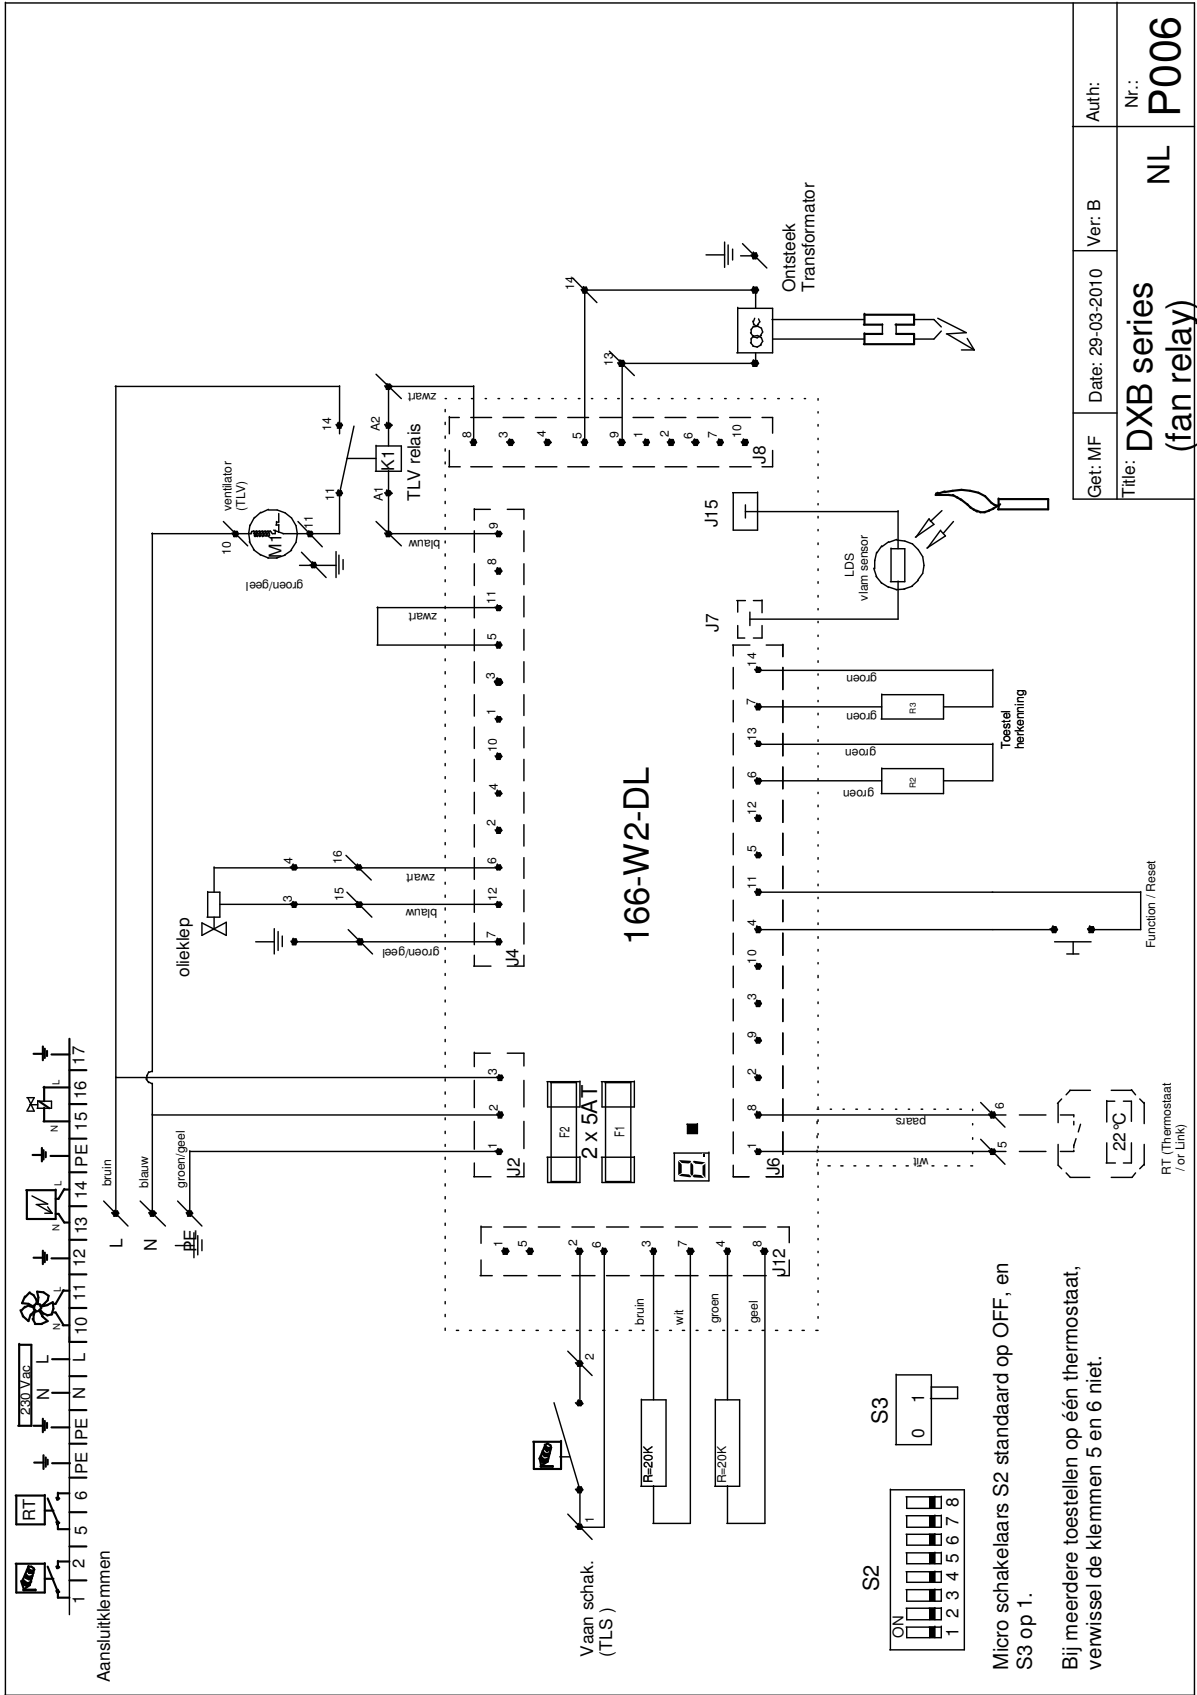 1 2 5 6 PE PE N L 10 11 12 13 14 PE 15 16 17
RT
230 Vac
N L
N L
N L
N L
Aansluitklemmen
L
N
PE
bruin
blauw
groen/geel
olieklep
3
4
15
16
groen/geel
blauw
zwart
zwart
groen/geel
10
ventilator
(TLV)
M1
11
11
14
A1
K1
A2
TLV relais
blauw
zwart
J2
1 2 3
J4
7 12 6 2 4 10 1 3 5 11 8 9
J8
8 3 4 5 9 1 2 6 7 10
14
13
Ontsteek
Transformator
F2
2 x 5AT
F1
8.
166-W2-DL
J12
1 5 2 6 3 7 4 8
2
1
Vaan schak.
(TLS )
bruin
wit
groen
geel
R=20K
R=20K
J6
1 8 2 9 3 10 4 11 5 12 6 13 7 14
J7
J15
LDS
vlam sensor
wit
paars
5
6
22 °C
RT (Thermostaat
/ or Link)
Function / Reset
groen
groen
groen
groen
R2
R3
Toestel
herkenning
S2
ON
1 2 3 4 5 6 7 8
S3
0 1
Micro schakelaars S2 standaard op OFF, en
S3 op 1.
Bij meerdere toestellen op één thermostaat,
verwissel de klemmen 5 en 6 niet.
Get: MF
Date: 29-03-2010
Ver: B
Auth:
Title:
DXB series
(fan relay)
NL
Nr.:
P006